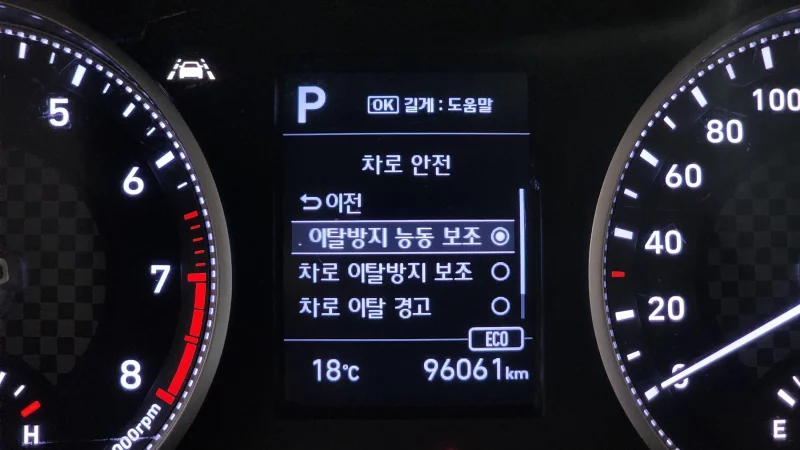 P
OK 길게 : 도움말
차로 안전
이전
이탈방지 능동 보조
차로 이탈방지 보조
차로 이탈 경고
ECO
18℃
96061km
5
6
7
8
000rpm
H
100
80
60
40
20
0
E